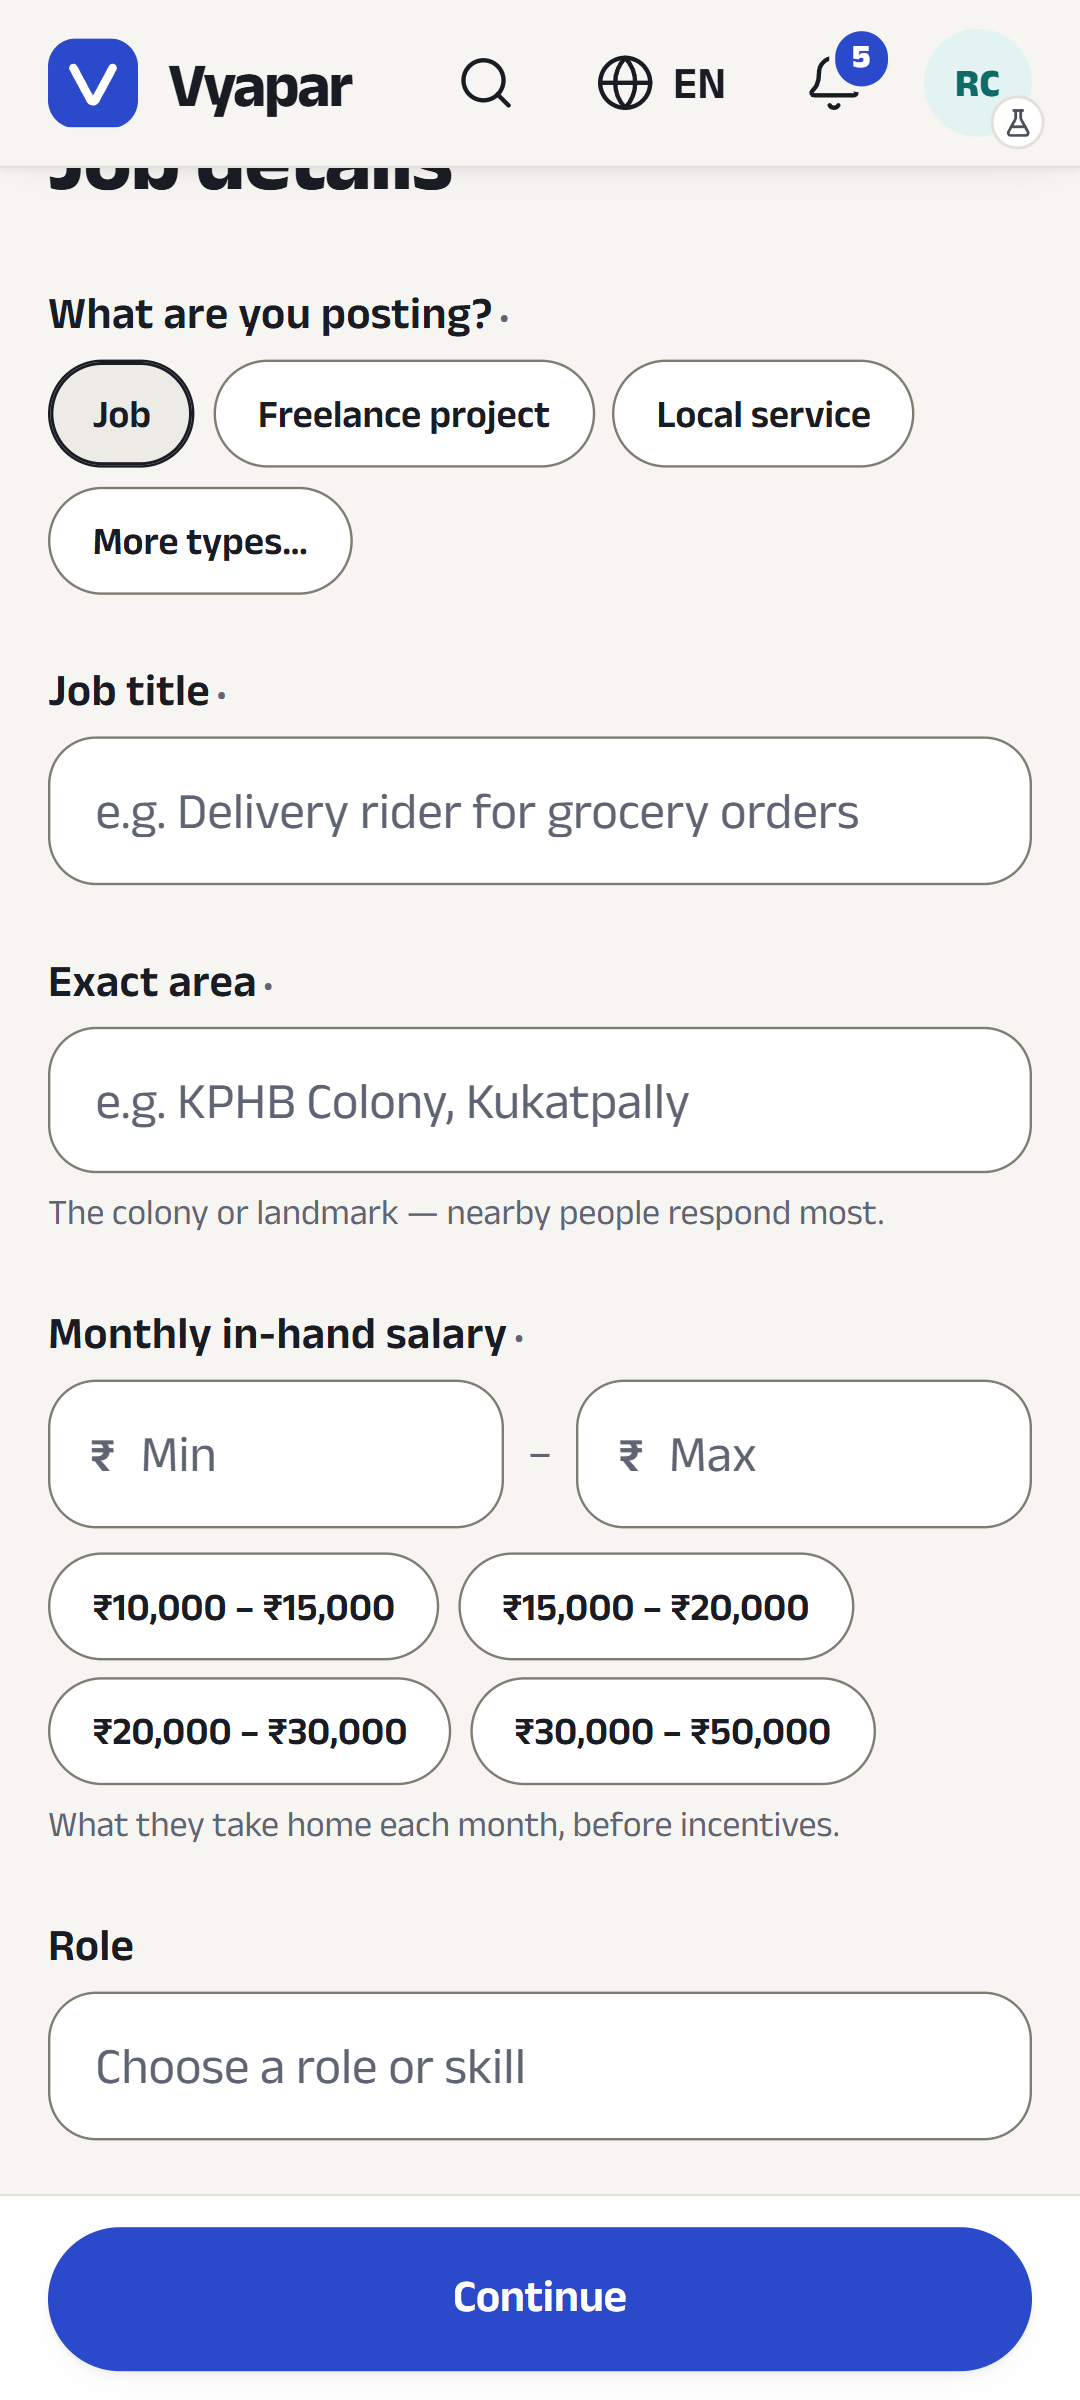 Vyapar
EN
5
RC
Job details
What are you posting? •
Job
Freelance project
Local service
More types...
Job title •
e.g. Delivery rider for grocery orders
Exact area •
e.g. KPHB Colony, Kukatpally
The colony or landmark — nearby people respond most.
Monthly in-hand salary •
₹ Min – ₹ Max
₹10,000 – ₹15,000
₹15,000 – ₹20,000
₹20,000 – ₹30,000
₹30,000 – ₹50,000
What they take home each month, before incentives.
Role
Choose a role or skill
Continue